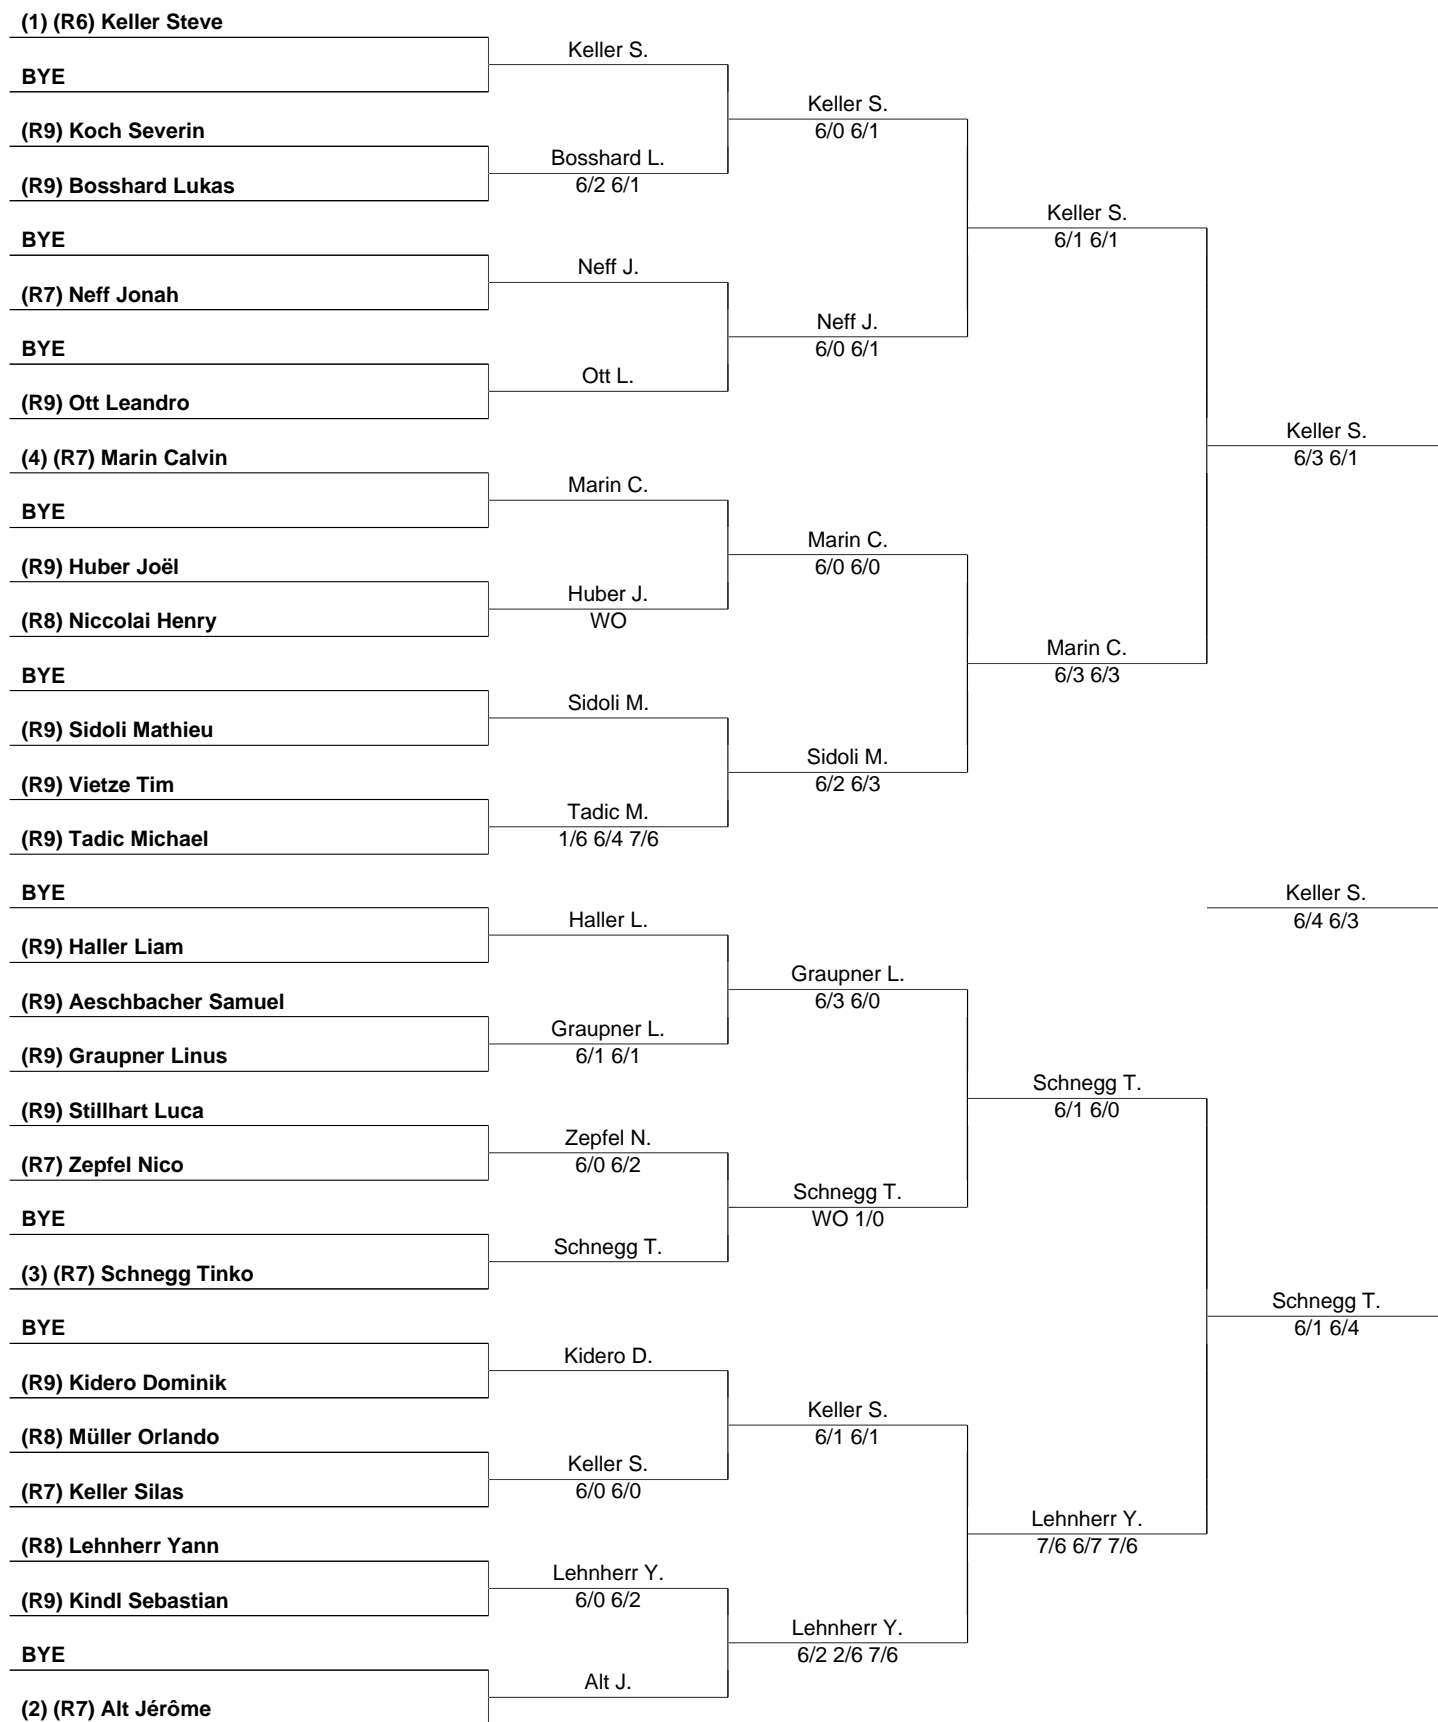 (1) (R6) Keller Steve
BYE
(R9) Koch Severin
(R9) Bosshard Lukas
BYE
(R7) Neff Jonah
BYE
(R9) Ott Leandro
(4) (R7) Marin Calvin
BYE
(R9) Huber Joël
(R8) Niccolai Henry
BYE
(R9) Sidoli Mathieu
(R9) Vietze Tim
(R9) Tadic Michael
BYE
(R9) Haller Liam
(R9) Aeschbacher Samuel
(R9) Graupner Linus
(R9) Stillhart Luca
(R7) Zepfel Nico
BYE
(3) (R7) Schnegg Tinko
BYE
(R9) Kidero Dominik
(R8) Müller Orlando
(R7) Keller Silas
(R8) Lehnherr Yann
(R9) Kindl Sebastian
BYE
(2) (R7) Alt Jérôme
Keller S.
Bosshard L.
6/2 6/1
Neff J.
Ott L.
Marin C.
Huber J.
WO
Sidoli M.
Tadic M.
1/6 6/4 7/6
Haller L.
Graupner L.
6/1 6/1
Zepfel N.
6/0 6/2
Schnegg T.
Kidero D.
Keller S.
6/0 6/0
Lehnherr Y.
6/0 6/2
Alt J.
Keller S.
6/0 6/1
Neff J.
6/0 6/1
Marin C.
6/0 6/0
Sidoli M.
6/2 6/3
Graupner L.
6/3 6/0
Schnegg T.
WO 1/0
Keller S.
6/1 6/1
Lehnherr Y.
6/2 2/6 7/6
Keller S.
6/1 6/1
Marin C.
6/3 6/3
Schnegg T.
6/1 6/0
Lehnherr Y.
7/6 6/7 7/6
Keller S.
6/3 6/1
Keller S.
6/4 6/3
Schnegg T.
6/1 6/4